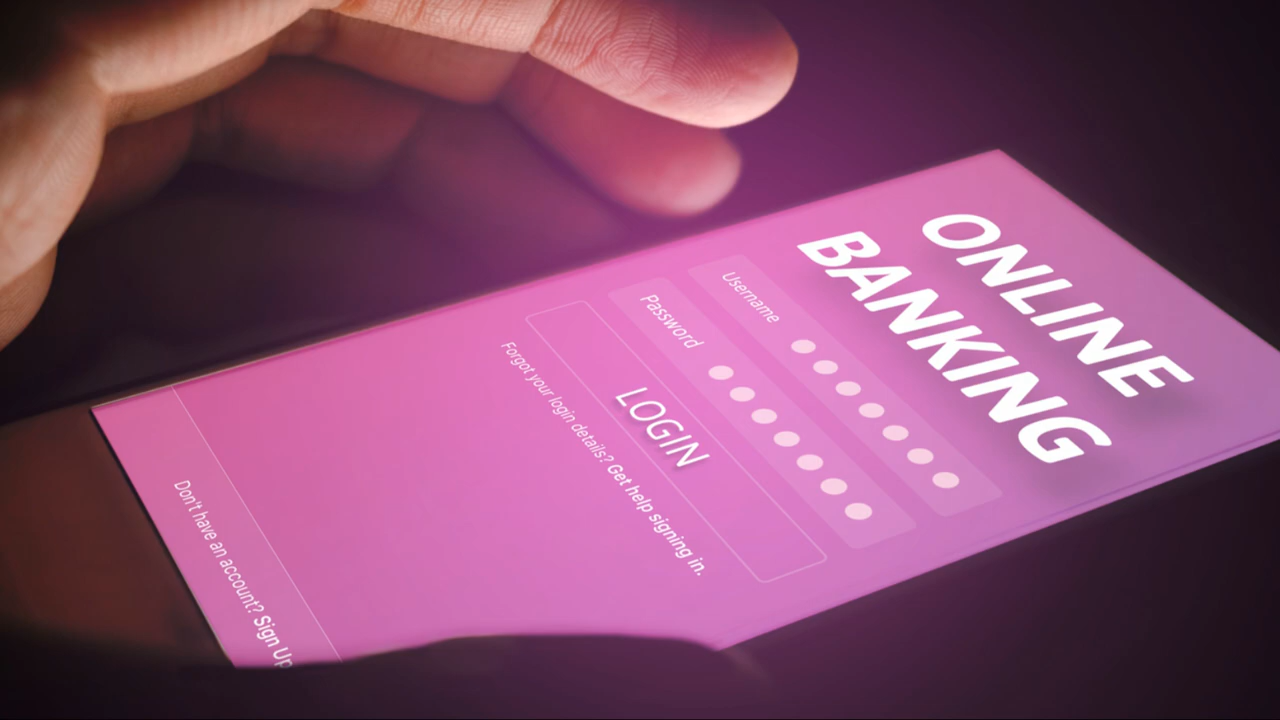 ONLINE
BANKING
Username
Password
LOGIN
Forgot your login details? Get help signing in.
Don't have an account? Sign Up